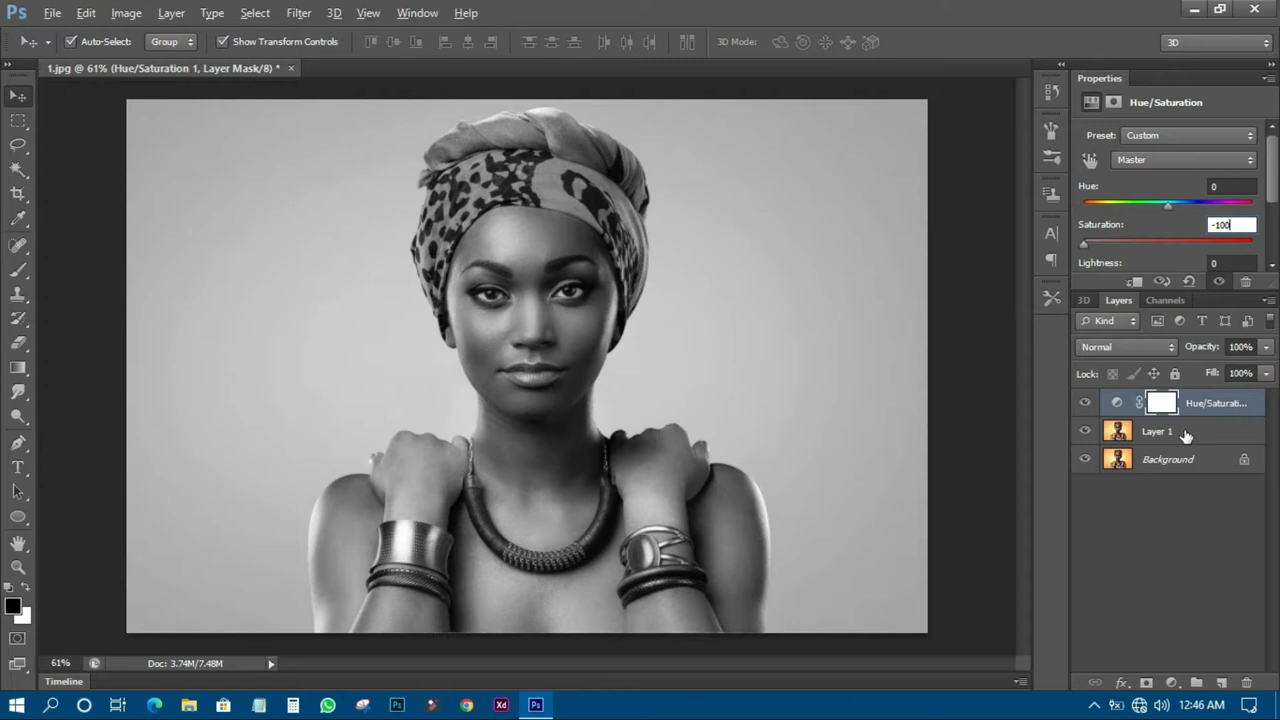 Ps File Edit Image Layer Type Select Filter 3D View Window Help
Auto-Select: Group Show Transform Controls 3D Mode: 3D
1.jpg @ 61% (Hue/Saturation 1, Layer Mask/8) * ×
Properties
Hue/Saturation
Preset: Custom
Master
Hue: 0
Saturation: -100
Lightness: 0
3D Layers Channels
Kind
Normal Opacity: 100%
Lock: Fill: 100%
Hue/Saturati...
Layer 1
Background
61% Doc: 3.74M/7.48M
Timeline
Ps Xd Ps 12:46 AM